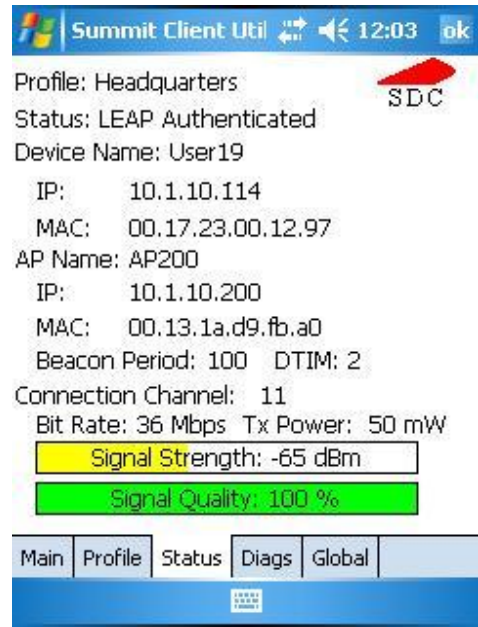 Summit Client Util 12:03 ok
Profile: Headquarters
SDC
Status: LEAP Authenticated
Device Name: User19
IP: 10.1.10.114
MAC: 00.17.23.00.12.97
AP Name: AP200
IP: 10.1.10.200
MAC: 00.13.1a.d9.fb.a0
Beacon Period: 100 DTIM: 2
Connection Channel: 11
Bit Rate: 36 Mbps Tx Power: 50 mW
Signal Strength: -65 dBm
Signal Quality: 100 %
Main Profile Status Diags Global